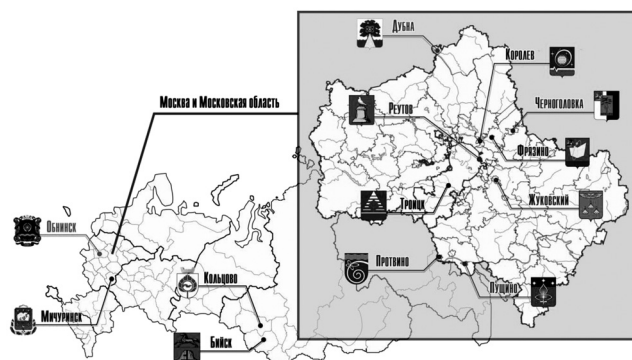 Дубна
Королев
Черноголовка
Реутов
Москва и Московская область
Фрязино
Троицк
Жуковский
Обнинск
Протвино
Кольцово
Пущино
Мичуринск
Бийск